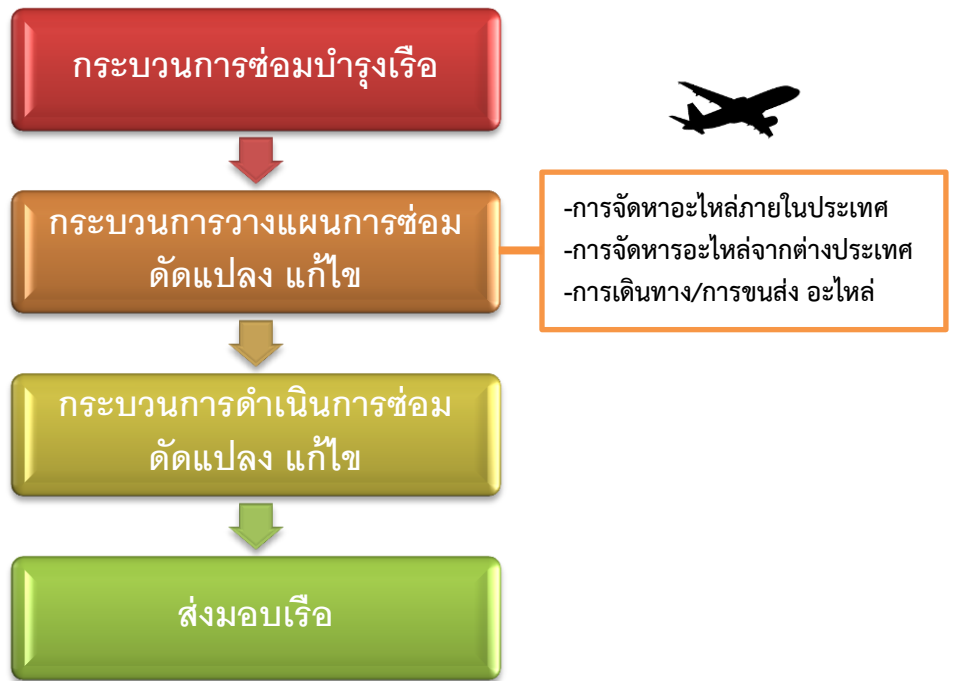 กระบวนการซ่อมบำรุงเรือ
กระบวนการวางแผนการซ่อม
ดัดแปลง แก้ไข
-การจัดหาอะไหล่ภายในประเทศ
-การจัดหารอะไหล่จากต่างประเทศ
-การเดินทาง/การขนส่ง อะไหล่
กระบวนการดำเนินการซ่อม
ดัดแปลง แก้ไข
ส่งมอบเรือ